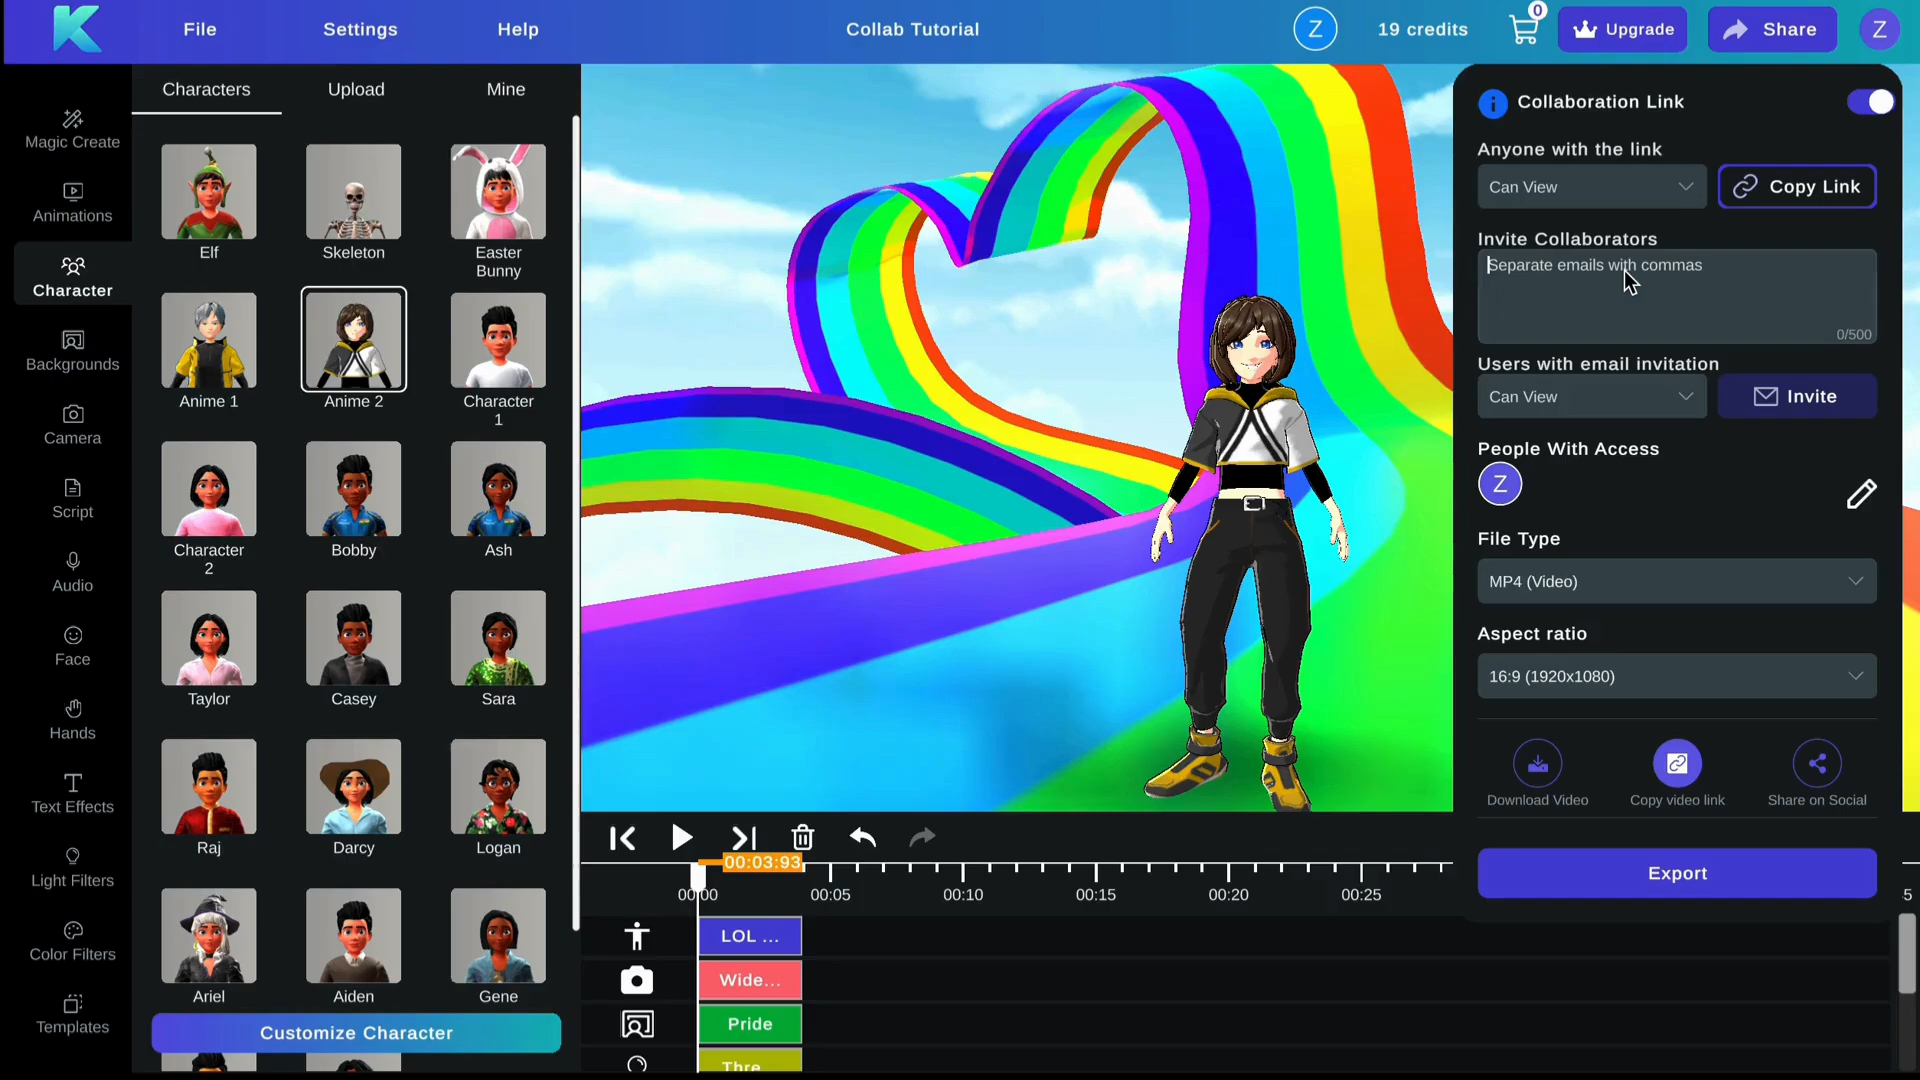 K
File
Settings
Help
Collab Tutorial
Z
19 credits
0
Upgrade
Share
Z
Magic Create
Animations
Character
Backgrounds
Camera
Script
Audio
Face
Hands
Text Effects
Light Filters
Color Filters
Templates
Characters
Upload
Mine
Elf
Skeleton
Easter
Bunny
Anime 1
Anime 2
Character
1
Character
2
Bobby
Ash
Taylor
Casey
Sara
Raj
Darcy
Logan
Ariel
Aiden
Gene
Customize Character
i
Collaboration Link
Anyone with the link
Can View
Copy Link
Invite Collaborators
Separate emails with commas
0/500
Users with email invitation
Can View
Invite
People With Access
Z
File Type
MP4 (Video)
Aspect ratio
16:9 (1920x1080)
Download Video
Copy video link
Share on Social
Export
00:03:93
00:00
00:05
00:10
00:15
00:20
00:25
5
LOL ...
Wide...
Pride
Thre